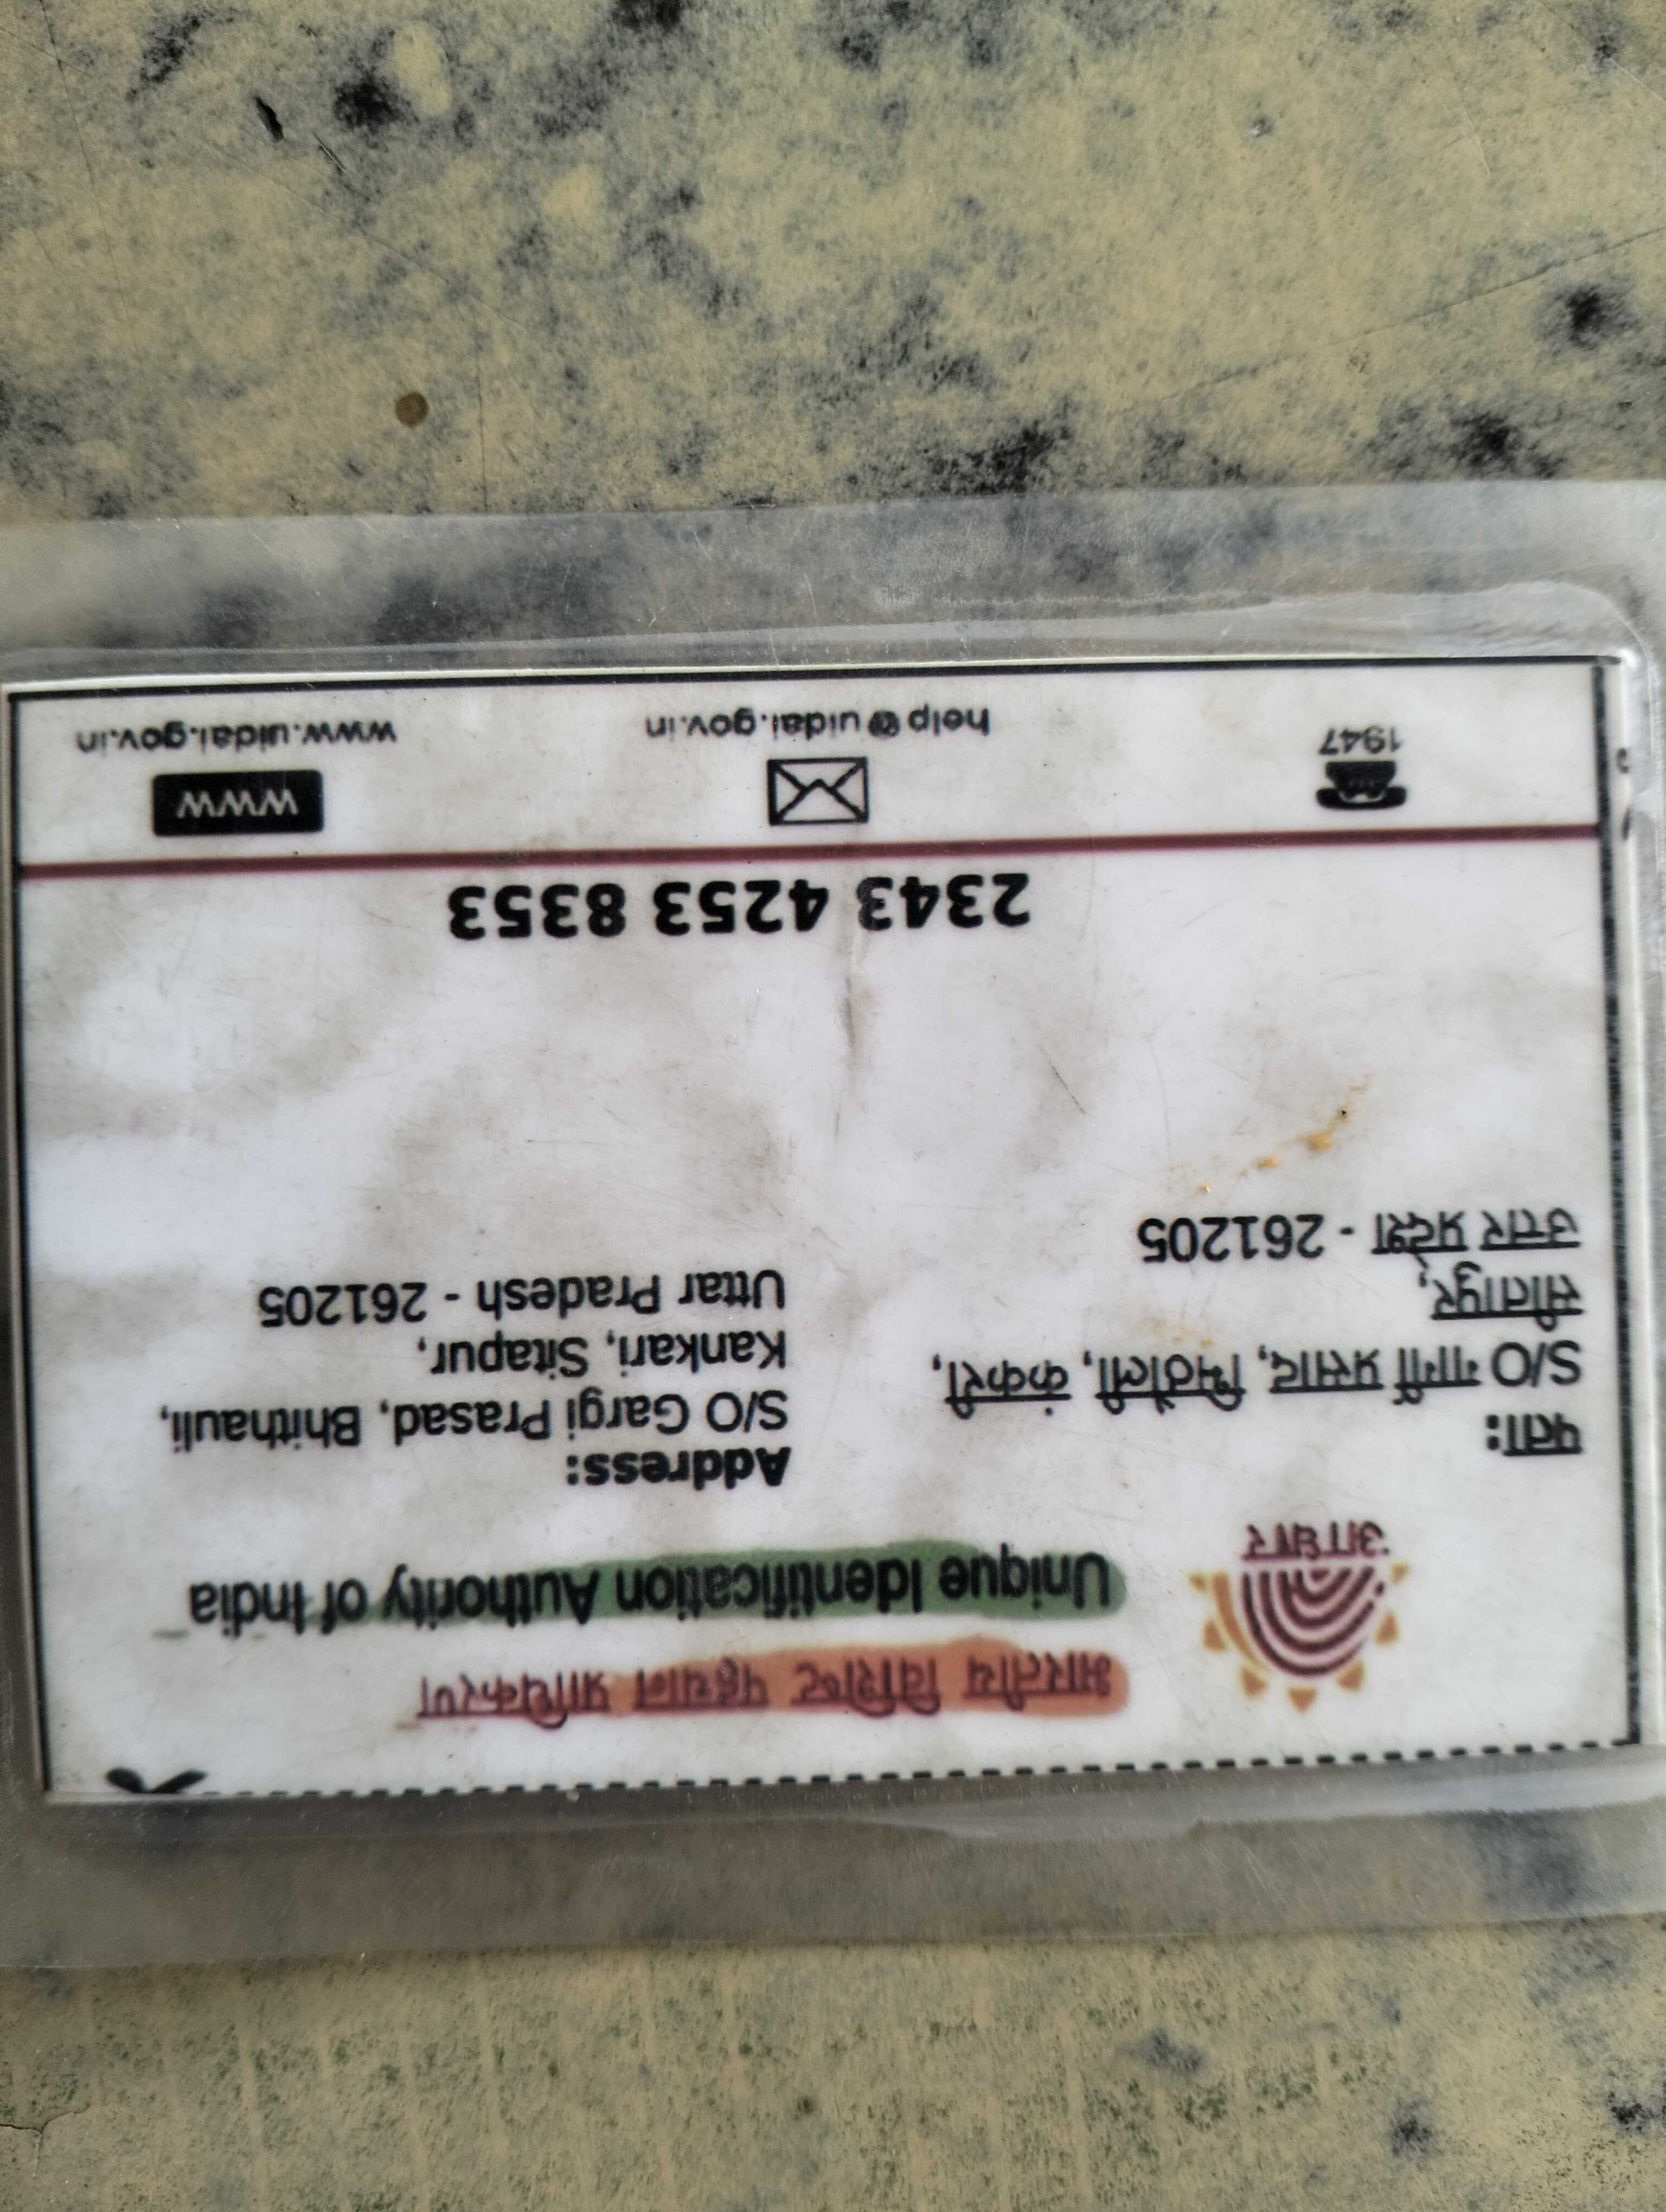 भारतीय विशिष्ट पहचान प्राधिकरण
Unique Identification Authority of India
आधार
पता:
S/O गार्गी प्रसाद, भिठौली, कंकरी,
सीतापुर,
उत्तर प्रदेश - 261205
Address:
S/O Gargi Prasad, Bhithauli,
Kankari, Sitapur,
Uttar Pradesh - 261205
2343 4253 8353
1947
help@uidai.gov.in
WWW
www.uidai.gov.in